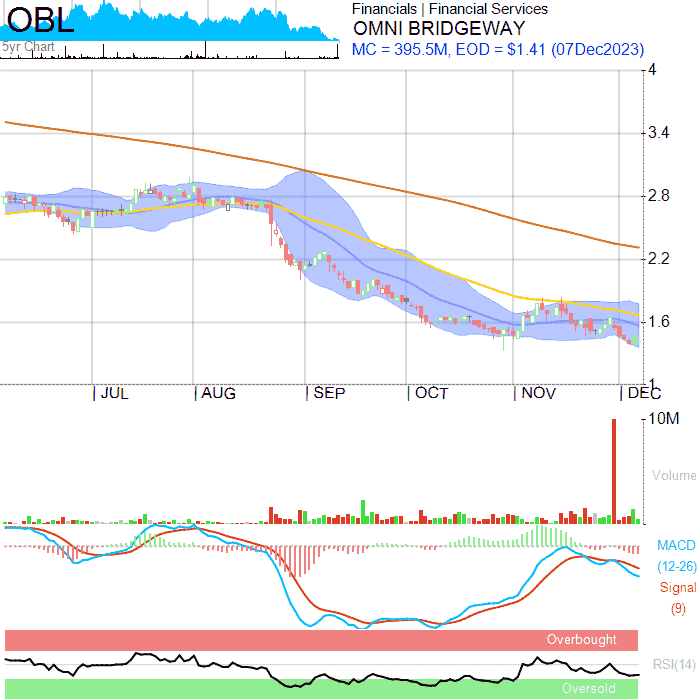 OBL
5yr Chart
Financials | Financial Services
OMNI BRIDGEWAY
MC = 395.5M, EOD = $1.41 (07Dec2023)
4
3.4
2.8
2.2
1.6
1
JUL AUG SEP OCT NOV DEC
10M
Volume
MACD
(12-26)
Signal
(9)
Overbought
RSI(14)
Oversold